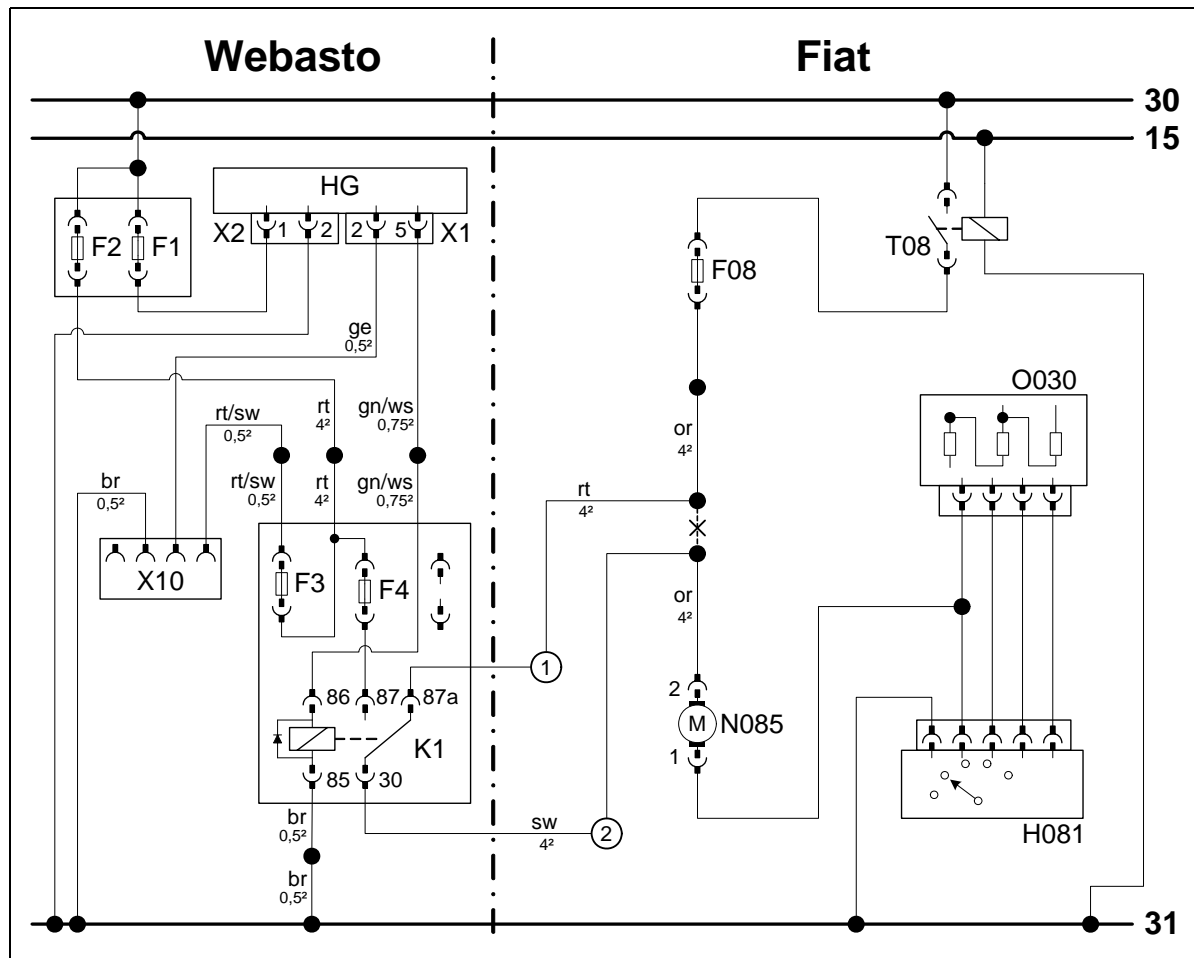 Webasto
Fiat
30
15
HG
X2
1
2
2
5
X1
F2
F1
F08
T08
ge
0,5²
O030
rt/sw
0,5²
rt
4²
gn/ws
0,75²
or
4²
br
0,5²
rt/sw
0,5²
rt
4²
gn/ws
0,75²
rt
4²
X10
F3
F4
or
4²
1
86
87
87a
2
M
N085
K1
1
85
30
br
0,5²
sw
4²
2
H081
br
0,5²
31